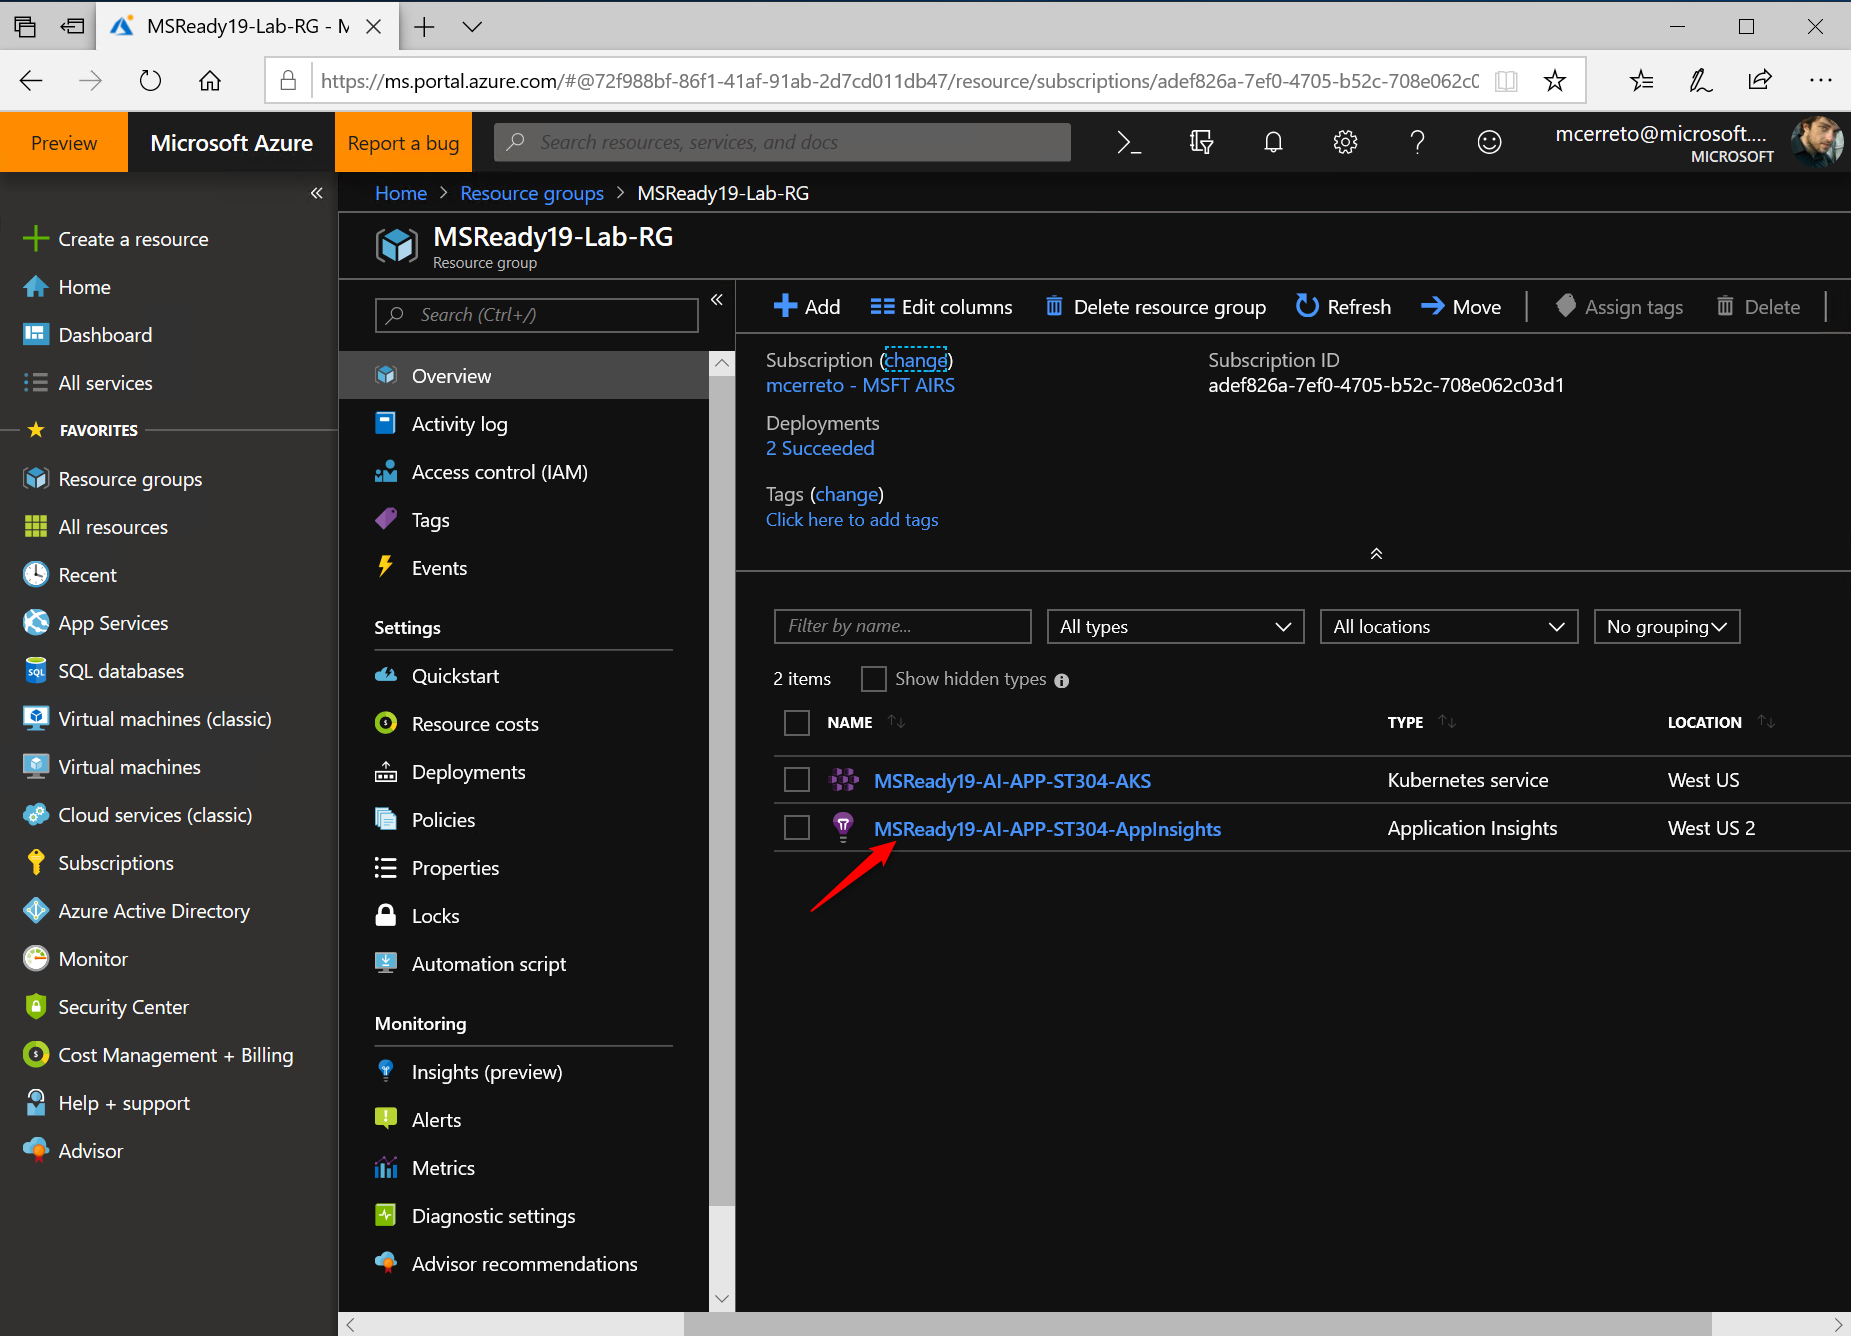 MSReady19-Lab-RG - M
https://ms.portal.azure.com/#@72f988bf-86f1-41af-91ab-2d7cd011db47/resource/subscriptions/adef826a-7ef0-4705-b52c-708e062c0
Preview
Microsoft Azure
Report a bug
Search resources, services, and docs
mcerreto@microsoft....
MICROSOFT
Home > Resource groups > MSReady19-Lab-RG
Create a resource
Home
Dashboard
All services
FAVORITES
Resource groups
All resources
Recent
App Services
SQL databases
Virtual machines (classic)
Virtual machines
Cloud services (classic)
Subscriptions
Azure Active Directory
Monitor
Security Center
Cost Management + Billing
Help + support
Advisor
MSReady19-Lab-RG
Resource group
Search (Ctrl+/)
Overview
Activity log
Access control (IAM)
Tags
Events
Settings
Quickstart
Resource costs
Deployments
Policies
Properties
Locks
Automation script
Monitoring
Insights (preview)
Alerts
Metrics
Diagnostic settings
Advisor recommendations
Add Edit columns Delete resource group Refresh Move Assign tags Delete
Subscription (change)
mcerreto - MSFT AIRS
Subscription ID
adef826a-7ef0-4705-b52c-708e062c03d1
Deployments
2 Succeeded
Tags (change)
Click here to add tags
Filter by name...
All types
All locations
No grouping
2 items Show hidden types
NAME TYPE LOCATION
MSReady19-AI-APP-ST304-AKS Kubernetes service West US
MSReady19-AI-APP-ST304-AppInsights Application Insights West US 2